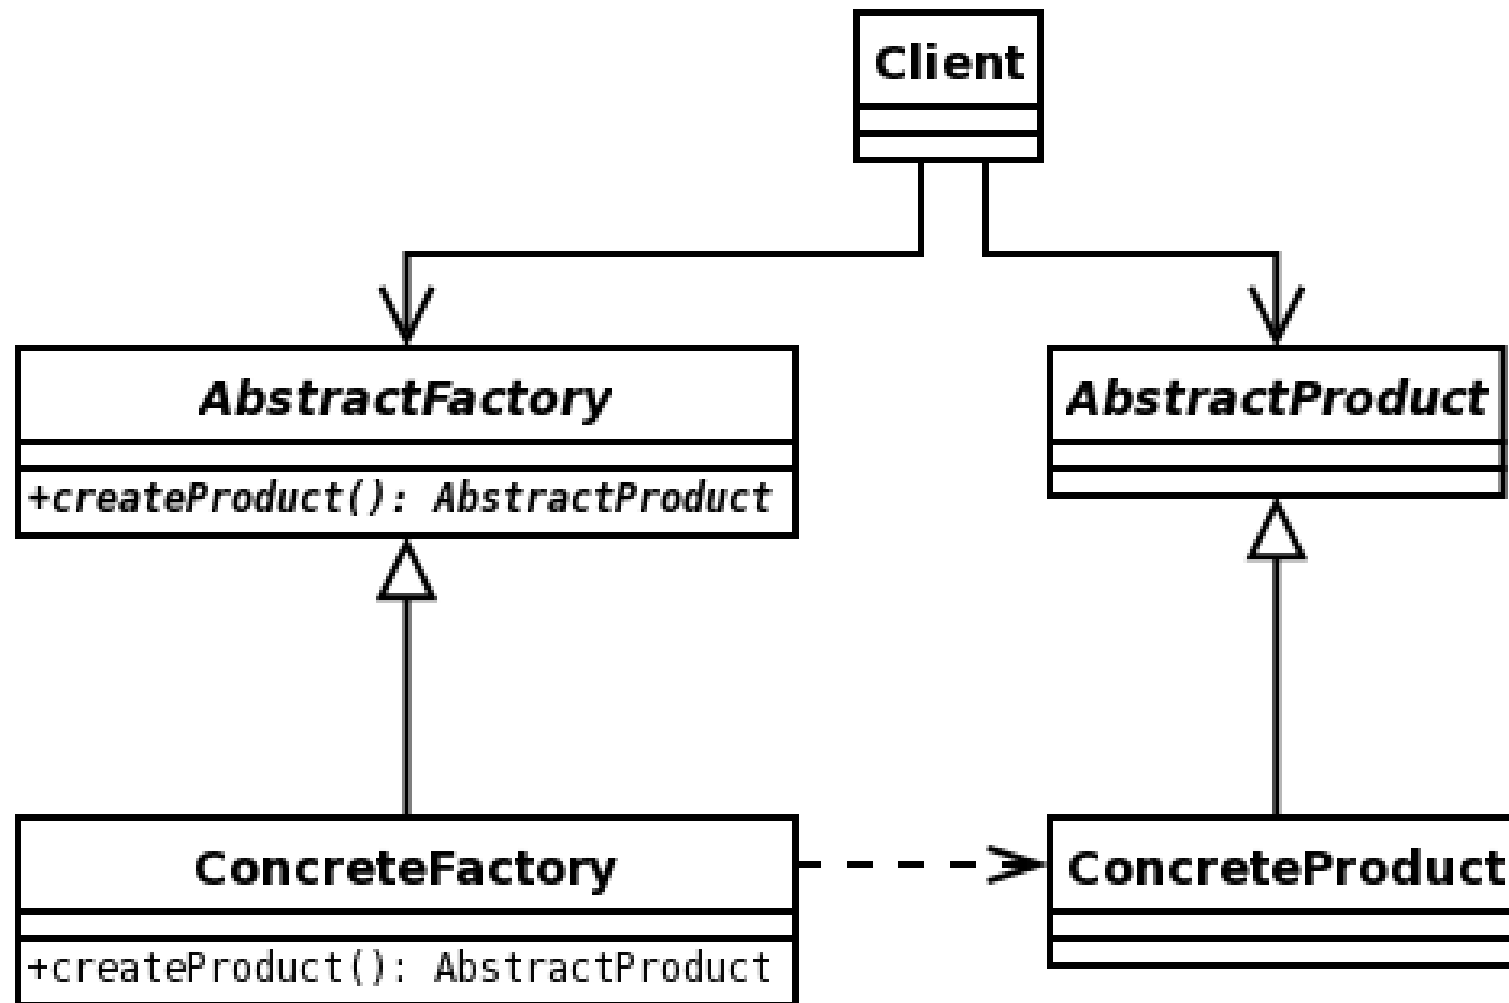 Client
AbstractFactory
+createProduct(): AbstractProduct
AbstractProduct
ConcreteFactory
+createProduct(): AbstractProduct
ConcreteProduct